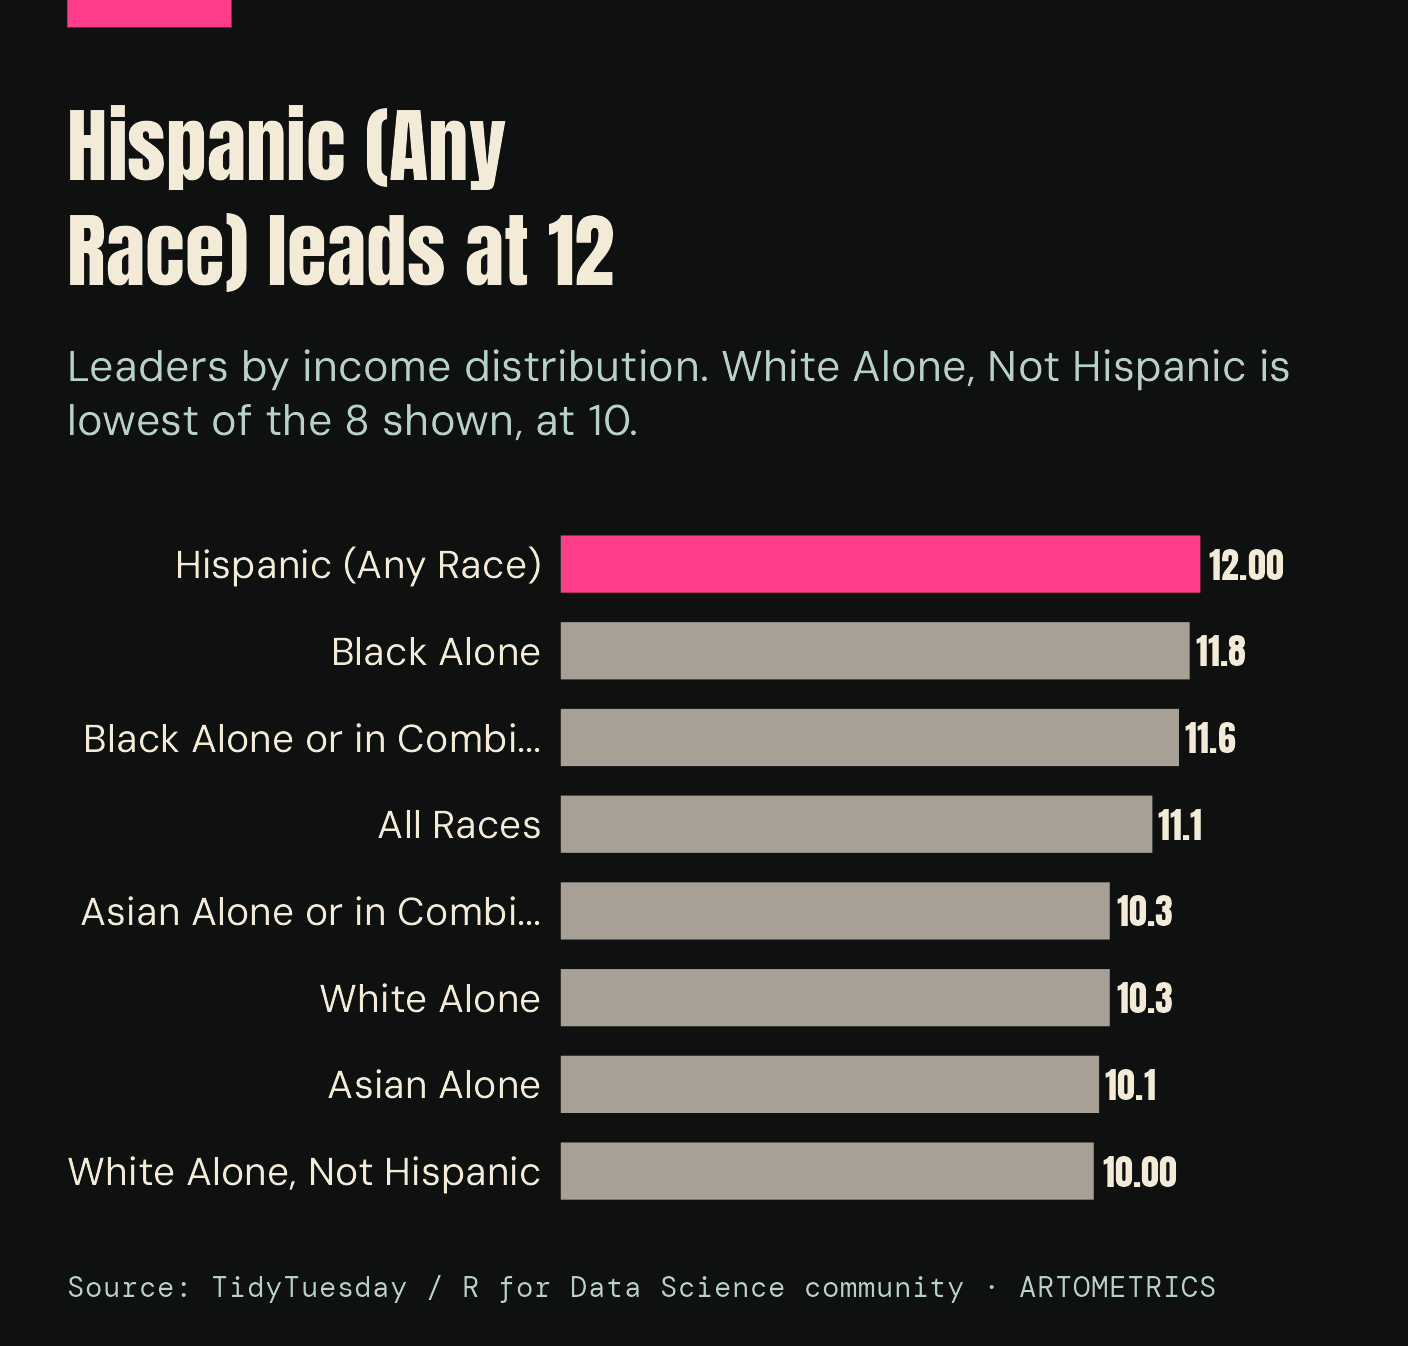 Hispanic (Any
Race) leads at 12
Leaders by income distribution. White Alone, Not Hispanic is
lowest of the 8 shown, at 10.
Hispanic (Any Race) 12.00
Black Alone 11.8
Black Alone or in Combi... 11.6
All Races 11.1
Asian Alone or in Combi... 10.3
White Alone 10.3
Asian Alone 10.1
White Alone, Not Hispanic 10.00
Source: TidyTuesday / R for Data Science community · ARTOMETRICS